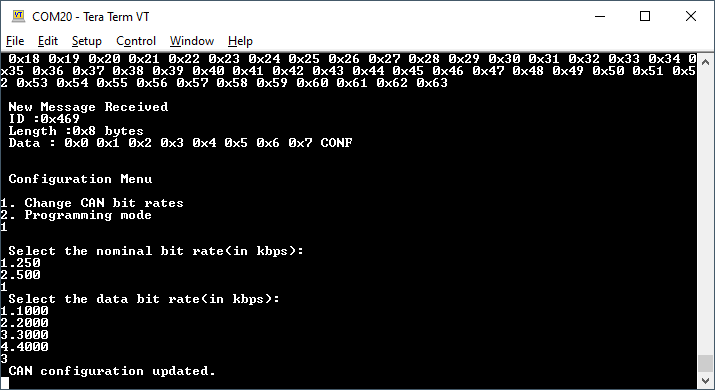 COM20 - Tera Term VT
File Edit Setup Control Window Help
0x18 0x19 0x20 0x21 0x22 0x23 0x24 0x25 0x26 0x27 0x28 0x29 0x30 0x31 0x32 0x33 0x34 0
x35 0x36 0x37 0x38 0x39 0x40 0x41 0x42 0x43 0x44 0x45 0x46 0x47 0x48 0x49 0x50 0x51 0x5
2 0x53 0x54 0x55 0x56 0x57 0x58 0x59 0x60 0x61 0x62 0x63
New Message Received
ID :0x469
Length :0x8 bytes
Data : 0x0 0x1 0x2 0x3 0x4 0x5 0x6 0x7 CONF
Configuration Menu
1. Change CAN bit rates
2. Programming mode
1
Select the nominal bit rate(in kbps):
1.250
2.500
1
Select the data bit rate(in kbps):
1.1000
2.2000
3.3000
4.4000
3
CAN configuration updated.